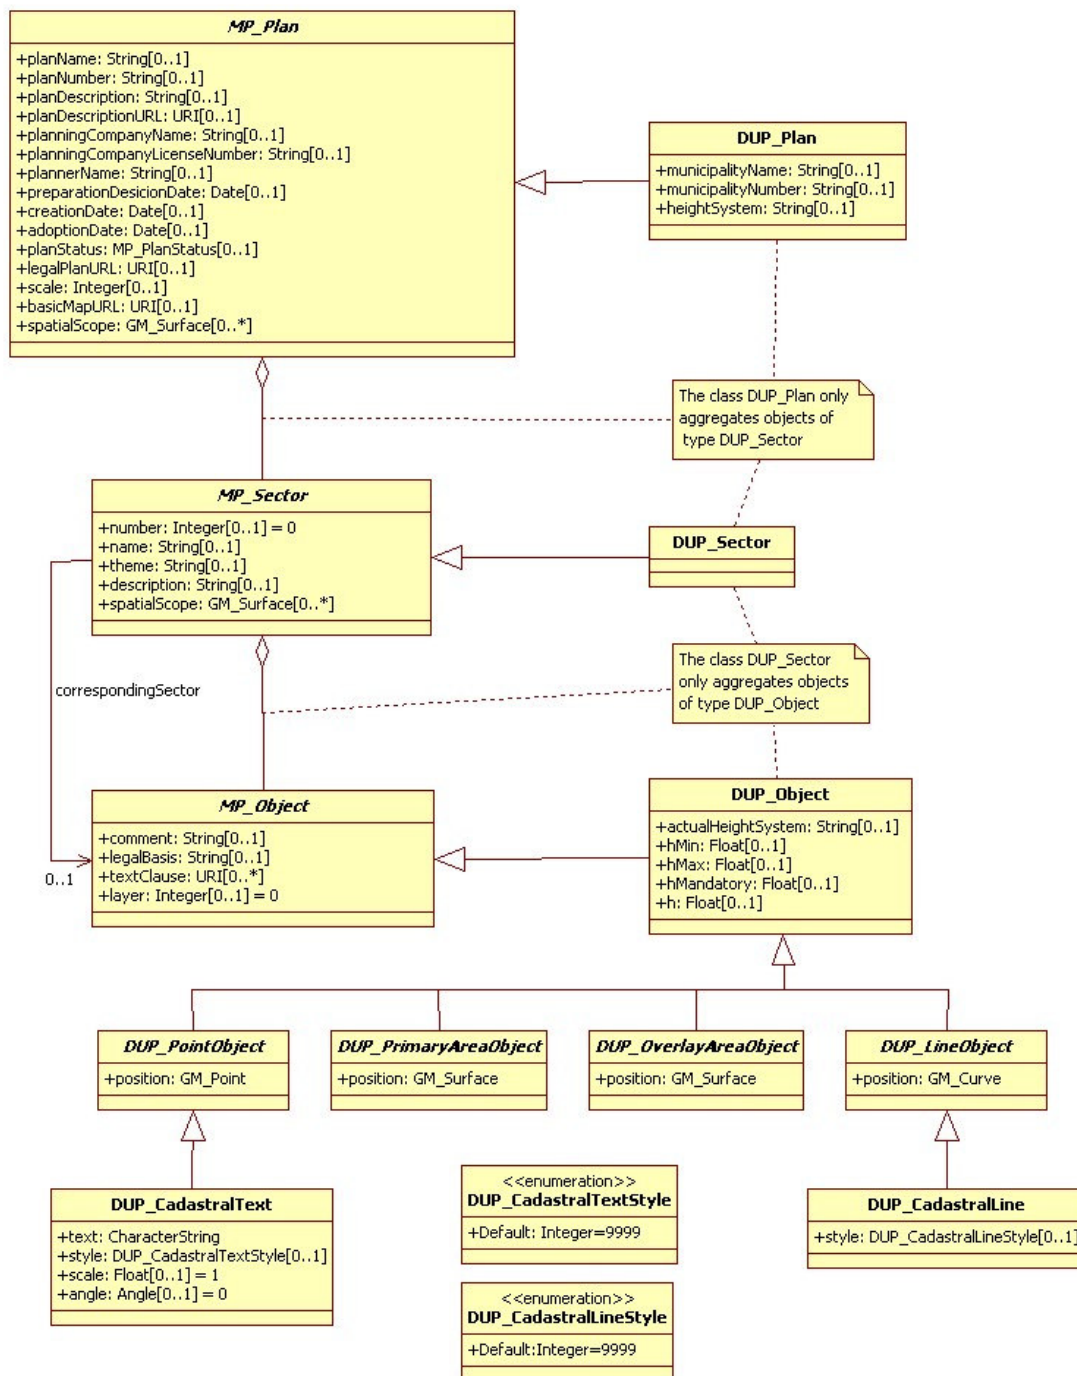 MP_Plan
+planName: String[0..1]
+planNumber: String[0..1]
+planDescription: String[0..1]
+planDescriptionURL: URI[0..1]
+planningCompanyName: String[0..1]
+planningCompanyLicenseNumber: String[0..1]
+plannerName: String[0..1]
+preparationDesicionDate: Date[0..1]
+creationDate: Date[0..1]
+adoptionDate: Date[0..1]
+planStatus: MP_PlanStatus[0..1]
+legalPlanURL: URI[0..1]
+scale: Integer[0..1]
+basicMapURL: URI[0..1]
+spatialScope: GM_Surface[0..*]
DUP_Plan
+municipalityName: String[0..1]
+municipalityNumber: String[0..1]
+heightSystem: String[0..1]
The class DUP_Plan only
aggregates objects of
type DUP_Sector
MP_Sector
+number: Integer[0..1] = 0
+name: String[0..1]
+theme: String[0..1]
+description: String[0..1]
+spatialScope: GM_Surface[0..*]
DUP_Sector
correspondingSector
The class DUP_Sector
only aggregates objects
of type DUP_Object
MP_Object
+comment: String[0..1]
+legalBasis: String[0..1]
+textClause: URI[0..*]
+layer: Integer[0..1] = 0
0..1
DUP_Object
+actualHeightSystem: String[0..1]
+hMin: Float[0..1]
+hMax: Float[0..1]
+hMandatory: Float[0..1]
+h: Float[0..1]
DUP_PointObject
+position: GM_Point
DUP_PrimaryAreaObject
+position: GM_Surface
DUP_OverlayAreaObject
+position: GM_Surface
DUP_LineObject
+position: GM_Curve
DUP_CadastralText
+text: CharacterString
+style: DUP_CadastralTextStyle[0..1]
+scale: Float[0..1] = 1
+angle: Angle[0..1] = 0
<<enumeration>>
DUP_CadastralTextStyle
+Default: Integer=9999
<<enumeration>>
DUP_CadastralLineStyle
+Default:Integer=9999
DUP_CadastralLine
+style: DUP_CadastralLineStyle[0..1]